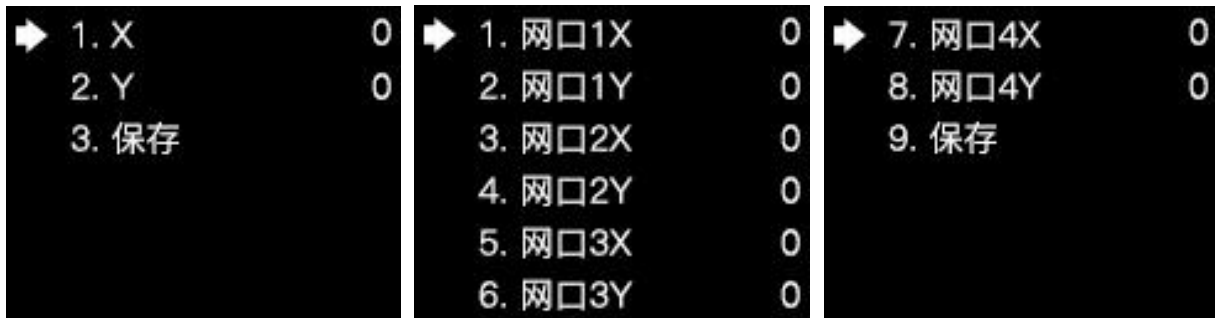 1. X 0
2. Y 0
3. 保存
1. 网口1X 0
2. 网口1Y 0
3. 网口2X 0
4. 网口2Y 0
5. 网口3X 0
6. 网口3Y 0
7. 网口4X 0
8. 网口4Y 0
9. 保存